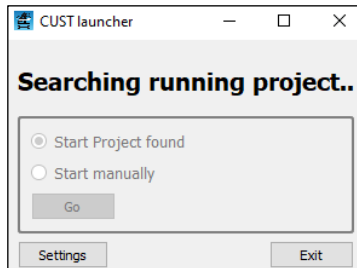 CUST launcher
Searching running project..
Start Project found
Start manually
Go
Settings
Exit